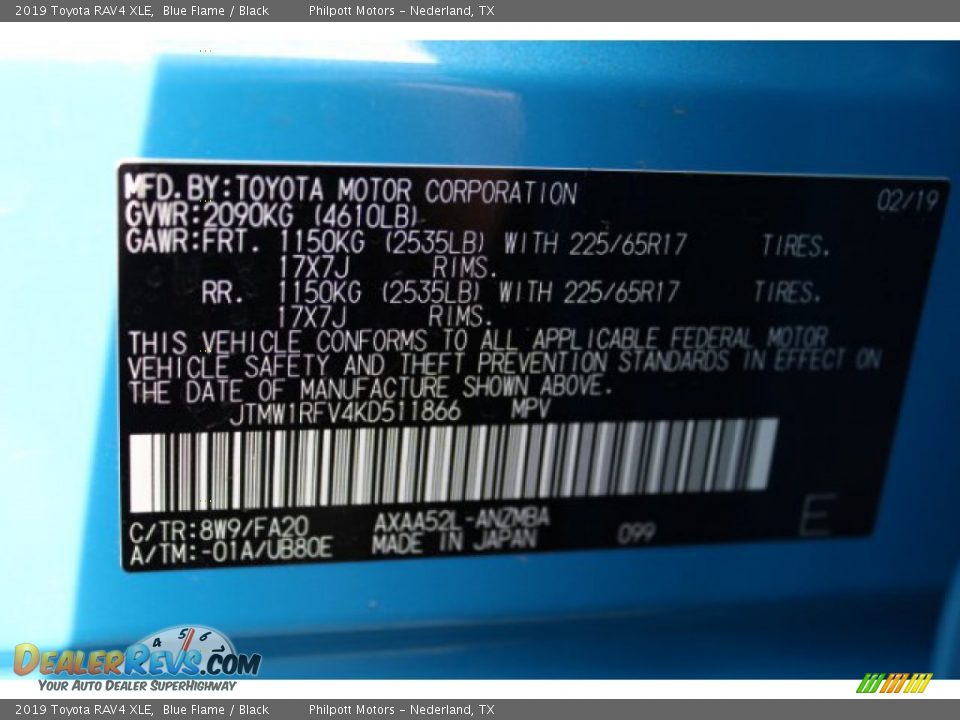 2019 Toyota RAV4 XLE, Blue Flame / Black Philpott Motors – Nederland, TX
MFD. BY: TOYOTA MOTOR CORPORATION 02/19
GVWR: 2090KG (4610LB)
GAWR: FRT. 1150KG (2535LB) WITH 225/65R17 TIRES.
17X7J RIMS.
RR. 1150KG (2535LB) WITH 225/65R17 TIRES.
17X7J RIMS.
THIS VEHICLE CONFORMS TO ALL APPLICABLE FEDERAL MOTOR
VEHICLE SAFETY AND THEFT PREVENTION STANDARDS IN EFFECT ON
THE DATE OF MANUFACTURE SHOWN ABOVE.
JTMW1RFV4KD511866 MPV
C/TR: 8W9/FA20 AXAA52L-ANZMBA 099 E
A/TM: -01A/UB80E MADE IN JAPAN
4 5 6
DEALERREVS.COM
YOUR AUTO DEALER SUPERHIGHWAY
2019 Toyota RAV4 XLE, Blue Flame / Black Philpott Motors – Nederland, TX